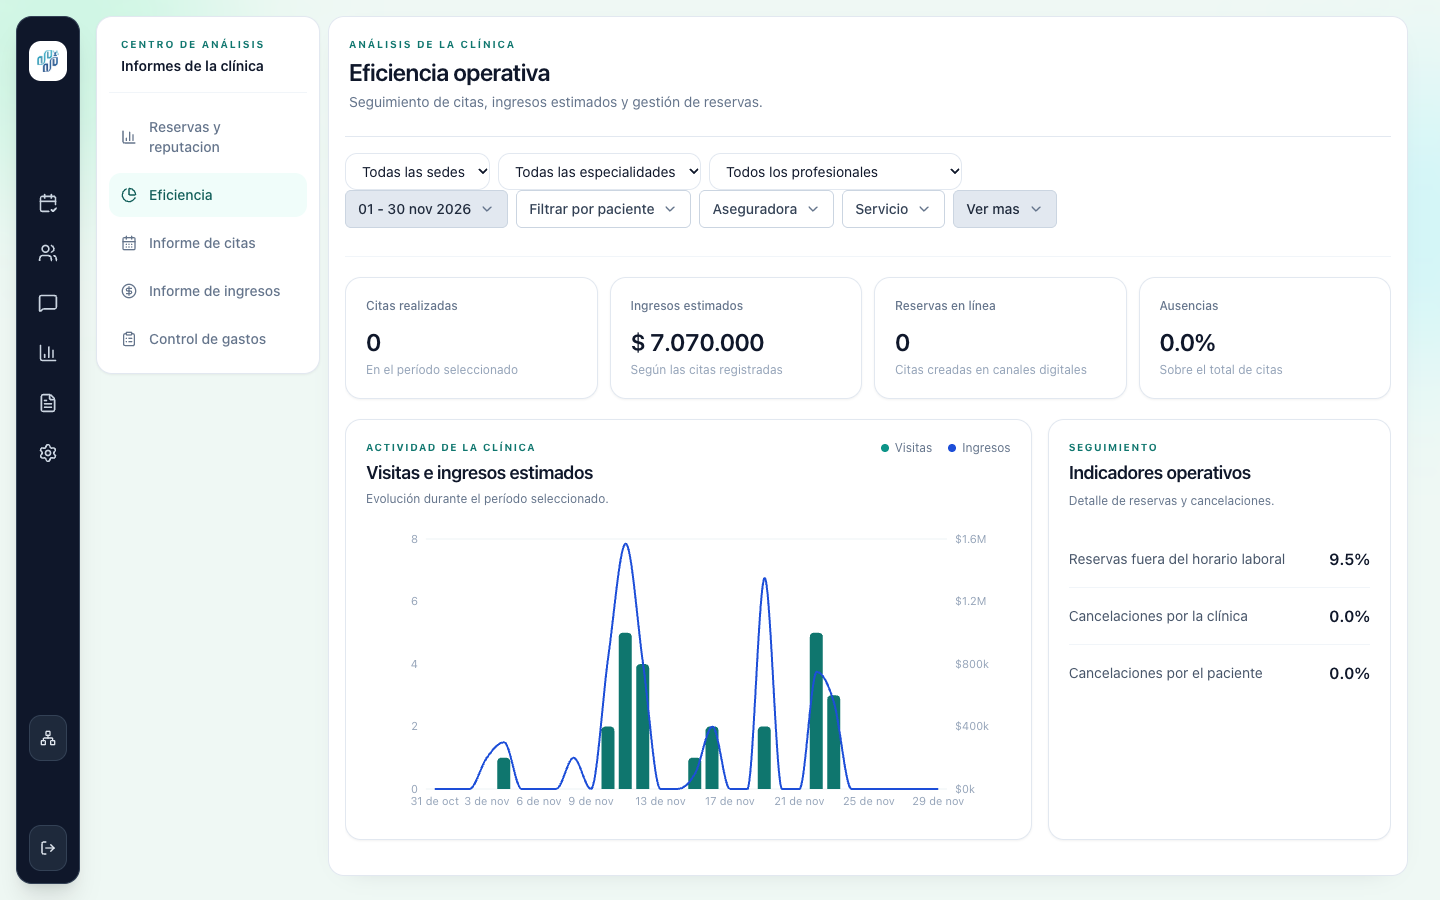 CENTRO DE ANÁLISIS
Informes de la clínica
Reservas y
reputacion
Eficiencia
Informe de citas
Informe de ingresos
Control de gastos
ANÁLISIS DE LA CLÍNICA
Eficiencia operativa
Seguimiento de citas, ingresos estimados y gestión de reservas.
Todas las sedes
Todas las especialidades
Todos los profesionales
01 - 30 nov 2026
Filtrar por paciente
Aseguradora
Servicio
Ver mas
Citas realizadas
0
En el período seleccionado
Ingresos estimados
$ 7.070.000
Según las citas registradas
Reservas en línea
0
Citas creadas en canales digitales
Ausencias
0.0%
Sobre el total de citas
ACTIVIDAD DE LA CLÍNICA
Visitas e ingresos estimados
Evolución durante el período seleccionado.
Visitas
Ingresos
8
6
4
2
0
$1.6M
$1.2M
$800k
$400k
$0k
31 de oct
3 de nov
6 de nov
9 de nov
13 de nov
17 de nov
21 de nov
25 de nov
29 de nov
SEGUIMIENTO
Indicadores operativos
Detalle de reservas y cancelaciones.
Reservas fuera del horario laboral 9.5%
Cancelaciones por la clínica 0.0%
Cancelaciones por el paciente 0.0%